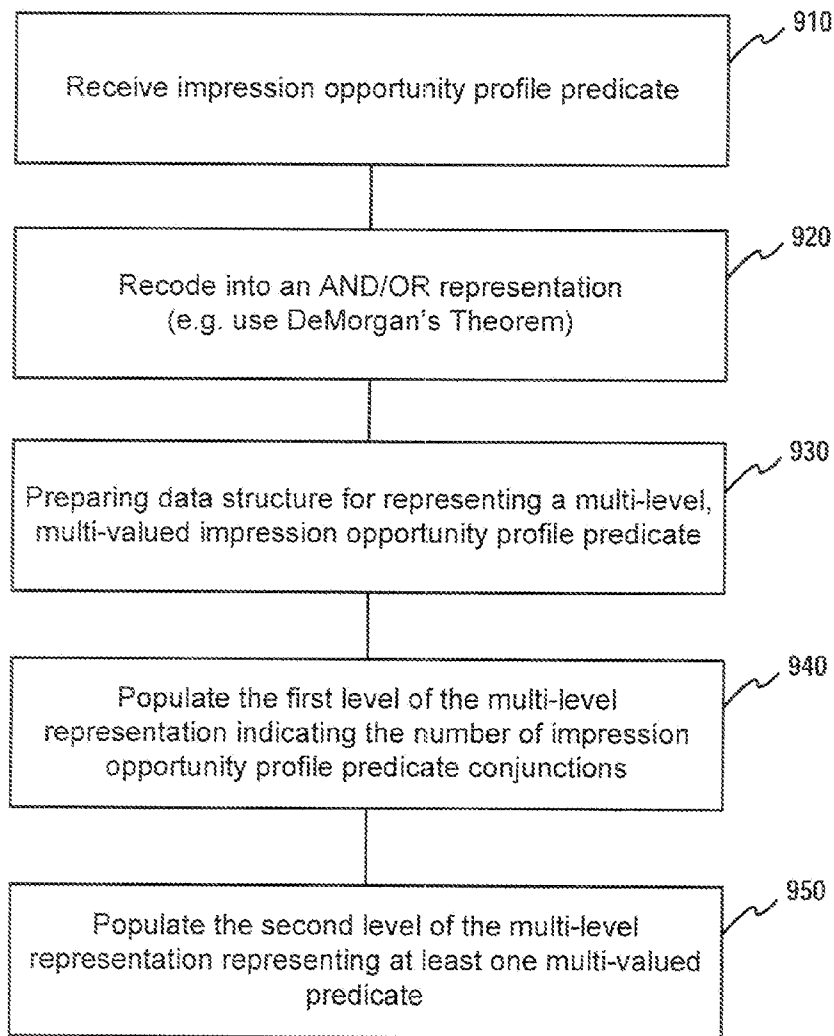 910
Receive impression opportunity profile predicate
920
Recode into an AND/OR representation
(e.g. use DeMorgan's Theorem)
930
Preparing data structure for representing a multi-level,
multi-valued impression opportunity profile predicate
940
Populate the first level of the multi-level
representation indicating the number of impression
opportunity profile predicate conjunctions
950
Populate the second level of the multi-level
representation representing at least one multi-valued
predicate